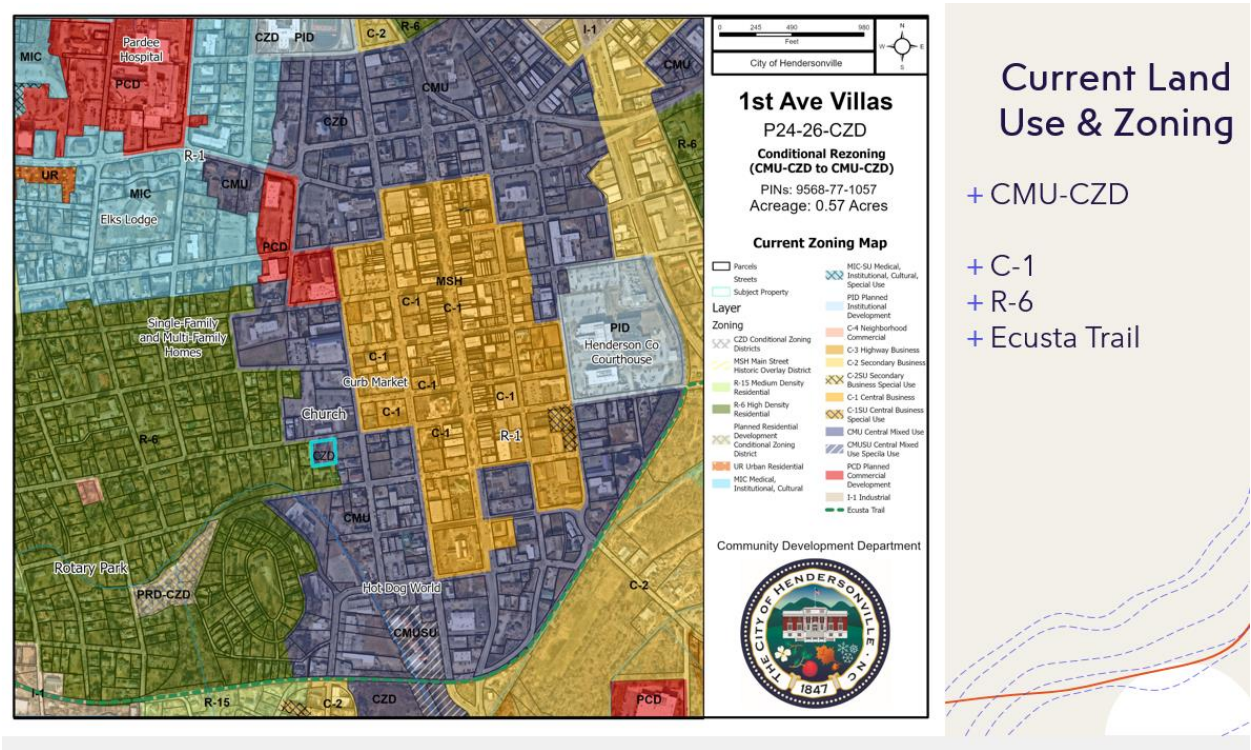 MIC
Pardee
Hospital
PCD
CZD
PID
C-2
R-6
I-1
CMU
CMU
CZD
R-6
R-1
UR
MIC
CMU
Elks Lodge
PCD
MSH
C-1
C-1
PID
Henderson Co
Courthouse
Single-Family
and Multi-Family
Homes
C-1
Curb Market
C-1
C-1
C-1
Church
C-1
R-1
R-6
CZD
CMU
Rotary Park
PRD-CZD
Hot Dog World
C-2
CMUSU
I-1
R-15
C-2
CZD
PCD
0 245 490 980
Feet
N
W E
S
City of Hendersonville
1st Ave Villas
P24-26-CZD
Conditional Rezoning
(CMU-CZD to CMU-CZD)
PINs: 9568-77-1057
Acreage: 0.57 Acres
Current Zoning Map
Parcels
Streets
Subject Property
Layer
Zoning
CZD Conditional Zoning
Districts
MSH Main Street
Historic Overlay District
R-15 Medium Density
Residential
R-6 High Density
Residential
Planned Residential
Development
Conditional Zoning
District
UR Urban Residential
MIC Medical,
Institutional, Cultural
MIC-SU Medical,
Institutional, Cultural,
Special Use
PID Planned
Institutional
Development
C-4 Neighborhood
Commercial
C-3 Highway Business
C-2 Secondary Business
C-2SU Secondary
Business Special Use
C-1 Central Business
C-1SU Central Business
Special Use
CMU Central Mixed Use
CMUSU Central Mixed
Use Specila Use
PCD Planned
Commercial
Development
I-1 Industrial
Ecusta Trail
Community Development Department
THE CITY OF HENDERSONVILLE · N.C
1847
Current Land
Use & Zoning
+ CMU-CZD
+ C-1
+ R-6
+ Ecusta Trail